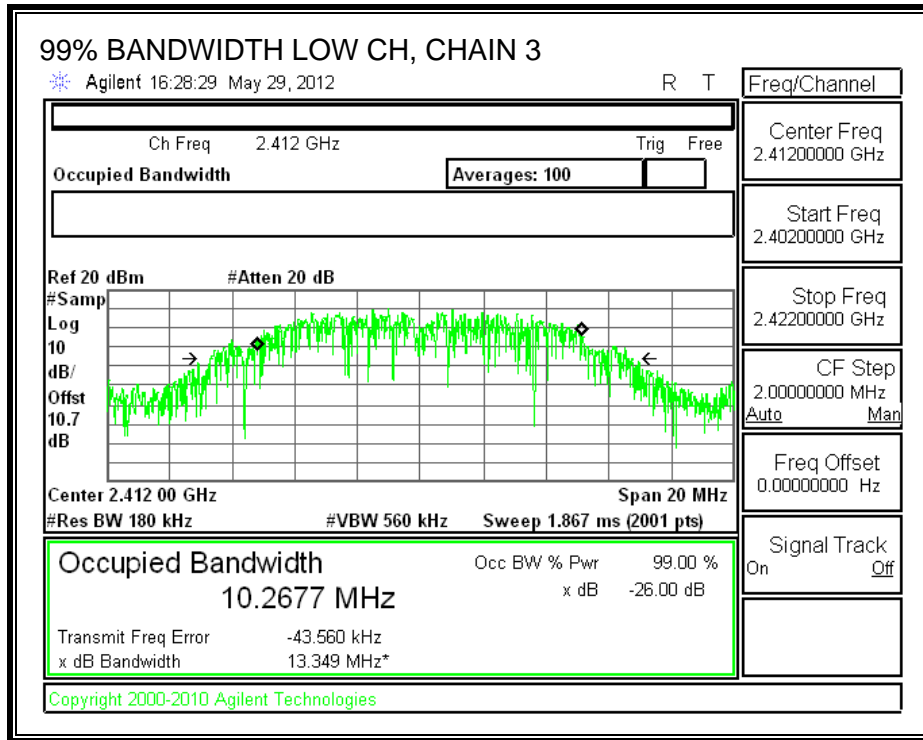 99% BANDWIDTH LOW CH, CHAIN 3
Agilent 16:28:29 May 29, 2012 R T
Ch Freq 2.412 GHz Trig Free
Occupied Bandwidth Averages: 100
Ref 20 dBm #Atten 20 dB
#Samp
Log
10
dB/
Offst
10.7
dB
Center 2.412 00 GHz Span 20 MHz
#Res BW 180 kHz #VBW 560 kHz Sweep 1.867 ms (2001 pts)
Occupied Bandwidth Occ BW % Pwr 99.00 %
10.2677 MHz x dB -26.00 dB
Transmit Freq Error -43.560 kHz
x dB Bandwidth 13.349 MHz*
Copyright 2000-2010 Agilent Technologies
Freq/Channel
Center Freq
2.41200000 GHz
Start Freq
2.40200000 GHz
Stop Freq
2.42200000 GHz
CF Step
2.00000000 MHz
Auto Man
Freq Offset
0.00000000 Hz
Signal Track
On Off